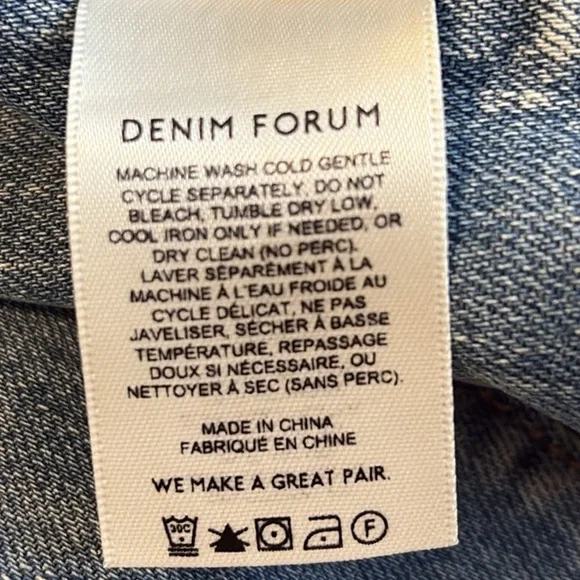 DENIM FORUM
MACHINE WASH COLD GENTLE
CYCLE SEPARATELY, DO NOT
BLEACH, TUMBLE DRY LOW,
COOL IRON ONLY IF NEEDED, OR
DRY CLEAN (NO PERC).
LAVER SÉPARÉMENT À LA
MACHINE À L'EAU FROIDE AU
CYCLE DÉLICAT, NE PAS
JAVELISER, SÉCHER À BASSE
TEMPÉRATURE, REPASSAGE
DOUX SI NÉCESSAIRE, OU
NETTOYER À SEC (SANS PERC).
MADE IN CHINA
FABRIQUÉ EN CHINE
WE MAKE A GREAT PAIR.
30C F